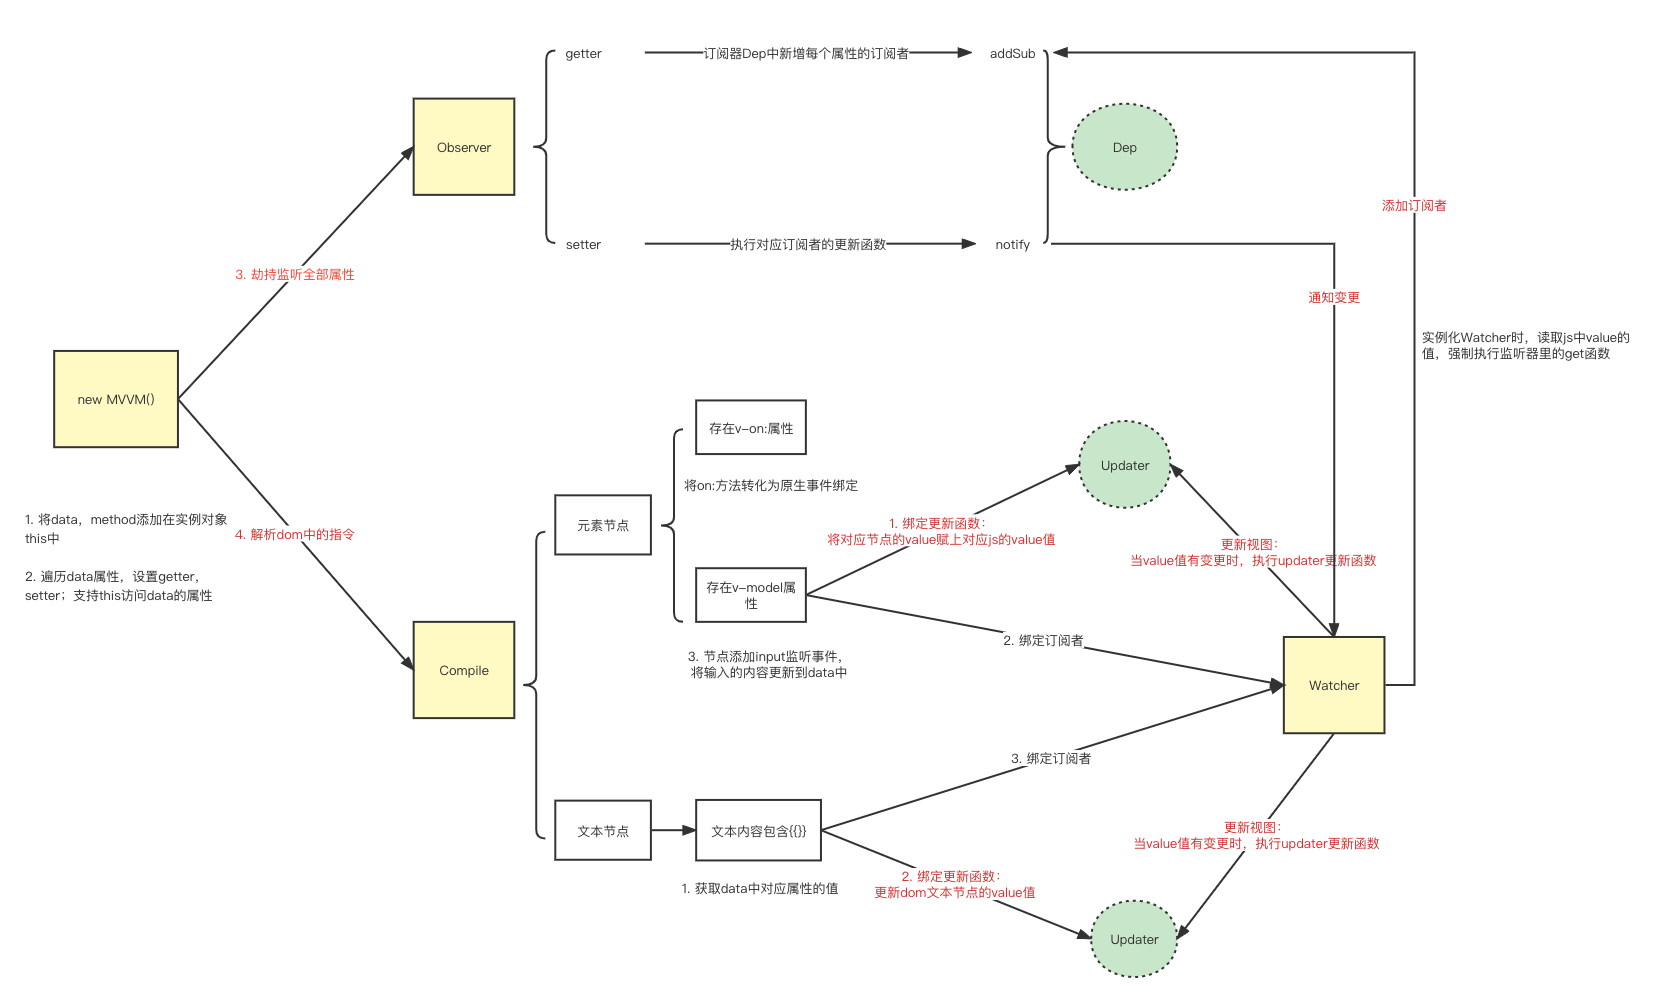 getter
订阅器Dep中新增每个属性的订阅者
addSub
Observer
Dep
添加订阅者
setter
执行对应订阅者的更新函数
notify
3. 劫持监听全部属性
通知变更
实例化Watcher时，读取js中value的
值，强制执行监听器里的get函数
new MVVM()
存在v-on:属性
将on:方法转化为原生事件绑定
Updater
1. 将data，method添加在实例对象
this中
2. 遍历data属性，设置getter，
setter；支持this访问data的属性
4. 解析dom中的指令
元素节点
1. 绑定更新函数：
将对应节点的value赋上对应js的value值
更新视图：
当value值有变更时，执行updater更新函数
存在v-model属
性
2. 绑定订阅者
3. 节点添加input监听事件，
将输入的内容更新到data中
Compile
Watcher
3. 绑定订阅者
文本节点
文本内容包含{{}}
更新视图：
当value值有变更时，执行updater更新函数
1. 获取data中对应属性的值
2. 绑定更新函数：
更新dom文本节点的value值
Updater